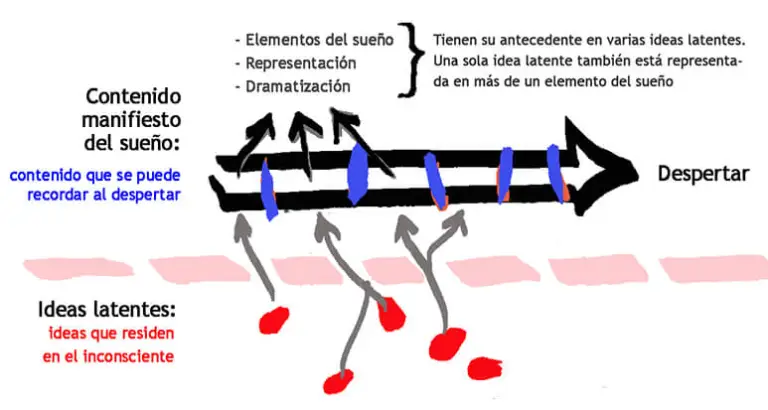 - Elementos del sueño
- Representación
- Dramatización
Tienen su antecedente en varias ideas latentes.
Una sola idea latente también está representa-
da en más de un elemento del sueño
Contenido
manifiesto
del sueño:
contenido que se puede
recordar al despertar
Despertar
Ideas latentes:
ideas que residen
en el inconsciente